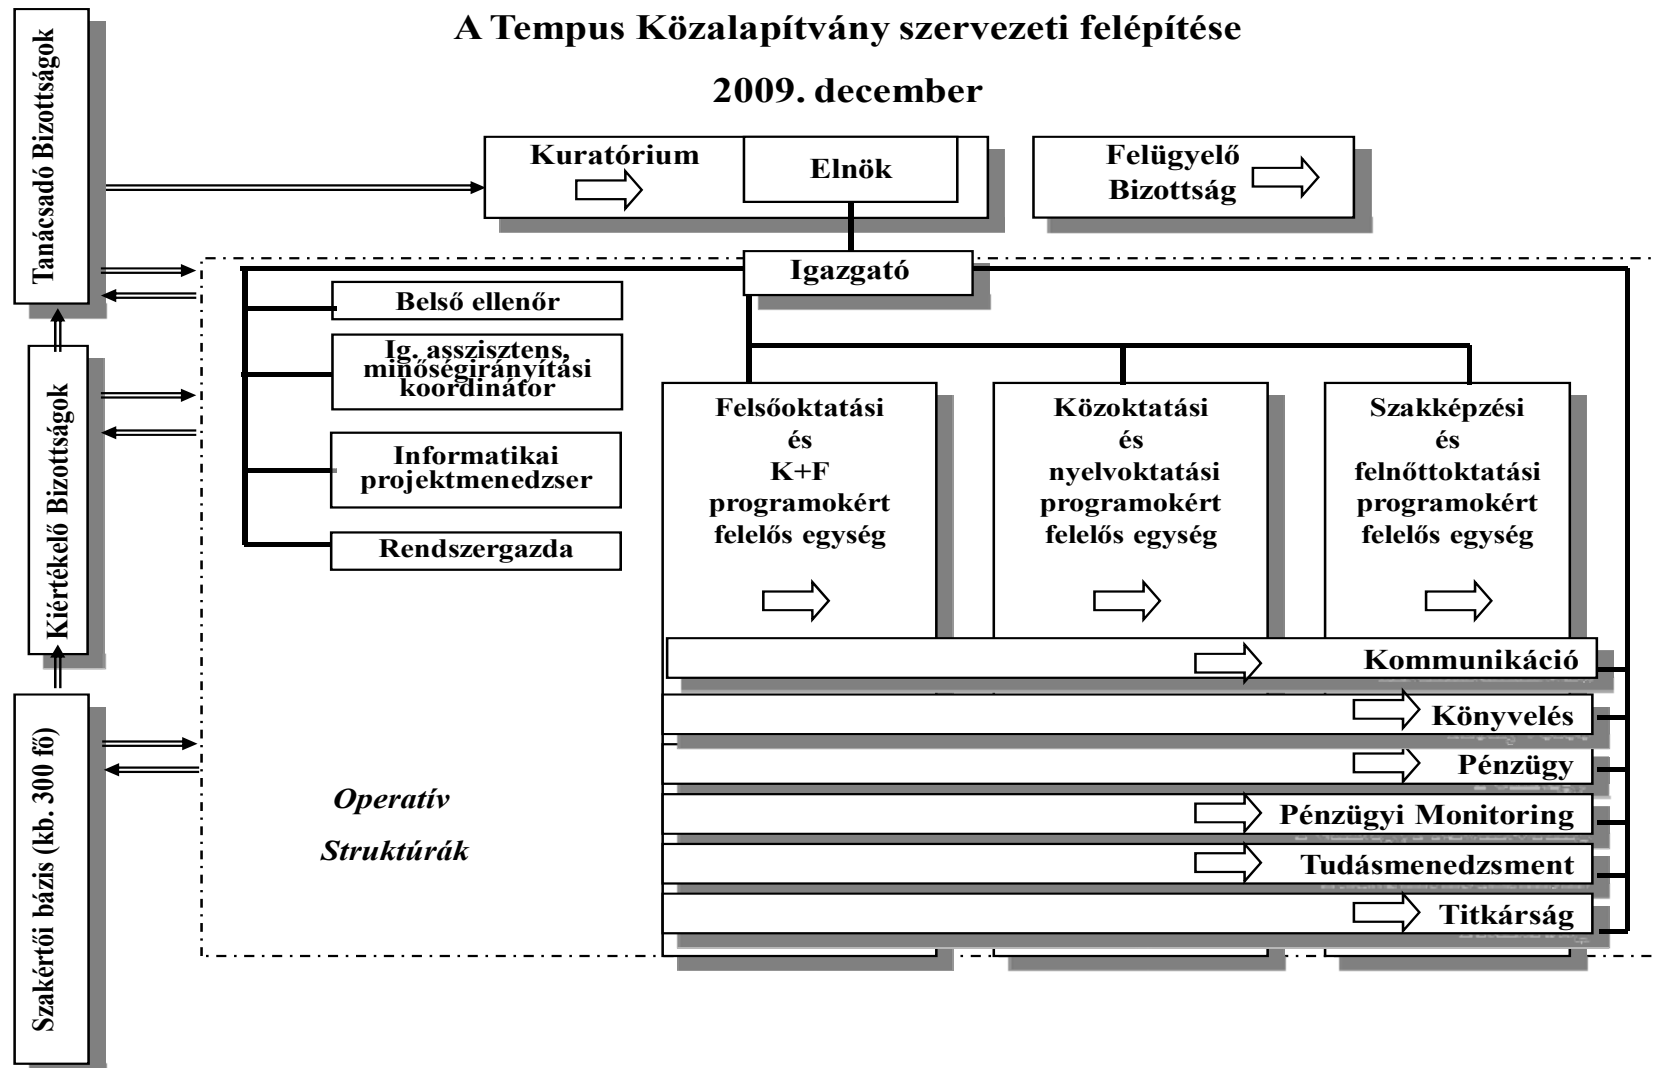 A Tempus Közalapítvány szervezeti felépítése
2009. december
Tanácsadó Bizottságok
Kiértékelő Bizottságok
Szakértői bázis (kb. 300 fő)
Kuratórium
Elnök
Felügyelő
Bizottság
Igazgató
Belső ellenőr
Ig. asszisztens,
minőségirányítási
koordinátor
Informatikai
projektmenedzser
Rendszergazda
Operatív
Struktúrák
Felsőoktatási
és
K+F
programokért
felelős egység
Közoktatási
és
nyelvoktatási
programokért
felelős egység
Szakképzési
és
felnőttoktatási
programokért
felelős egység
Kommunikáció
Könyvelés
Pénzügy
Pénzügyi Monitoring
Tudásmenedzsment
Titkárság